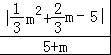 |1/3 m² + 2/3 m − 5|
5+m